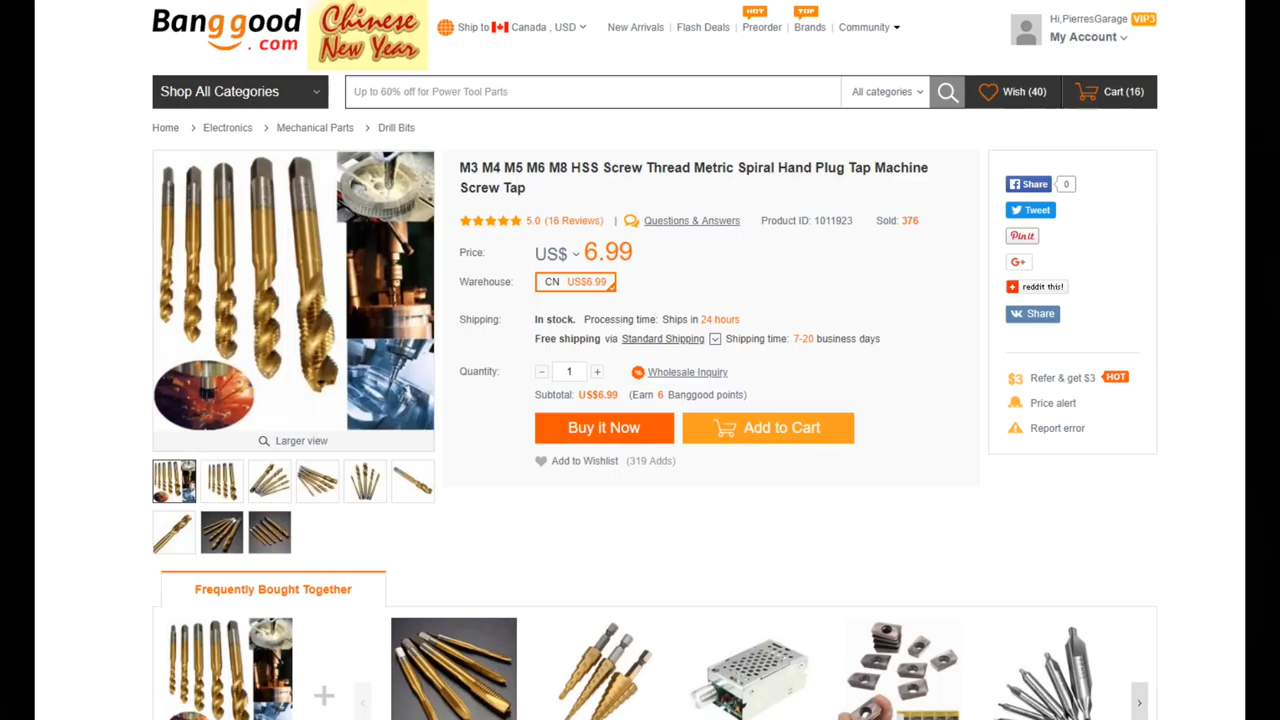 Banggood
.com
Chinese
New Year
Ship to Canada , USD
New Arrivals
Flash Deals
HOT
Preorder
TOP
Brands
Community
Hi,PierresGarage VIP3
My Account
Shop All Categories
Up to 60% off for Power Tool Parts
All categories
Wish (40)
Cart (16)
Home > Electronics > Mechanical Parts > Drill Bits
M3 M4 M5 M6 M8 HSS Screw Thread Metric Spiral Hand Plug Tap Machine
Screw Tap
5.0 (16 Reviews) | Questions & Answers Product ID: 1011923 Sold: 376
Price: US$ 6.99
Warehouse: CN US$6.99
Shipping: In stock. Processing time: Ships in 24 hours
Free shipping via Standard Shipping Shipping time: 7-20 business days
Quantity: - 1 + Wholesale Inquiry
Subtotal: US$6.99 (Earn 6 Banggood points)
Buy it Now
Add to Cart
Add to Wishlist (319 Adds)
Larger view
Share 0
Tweet
Pin it
G+
reddit this!
Share
$3 Refer & get $3 HOT
Price alert
Report error
Frequently Bought Together